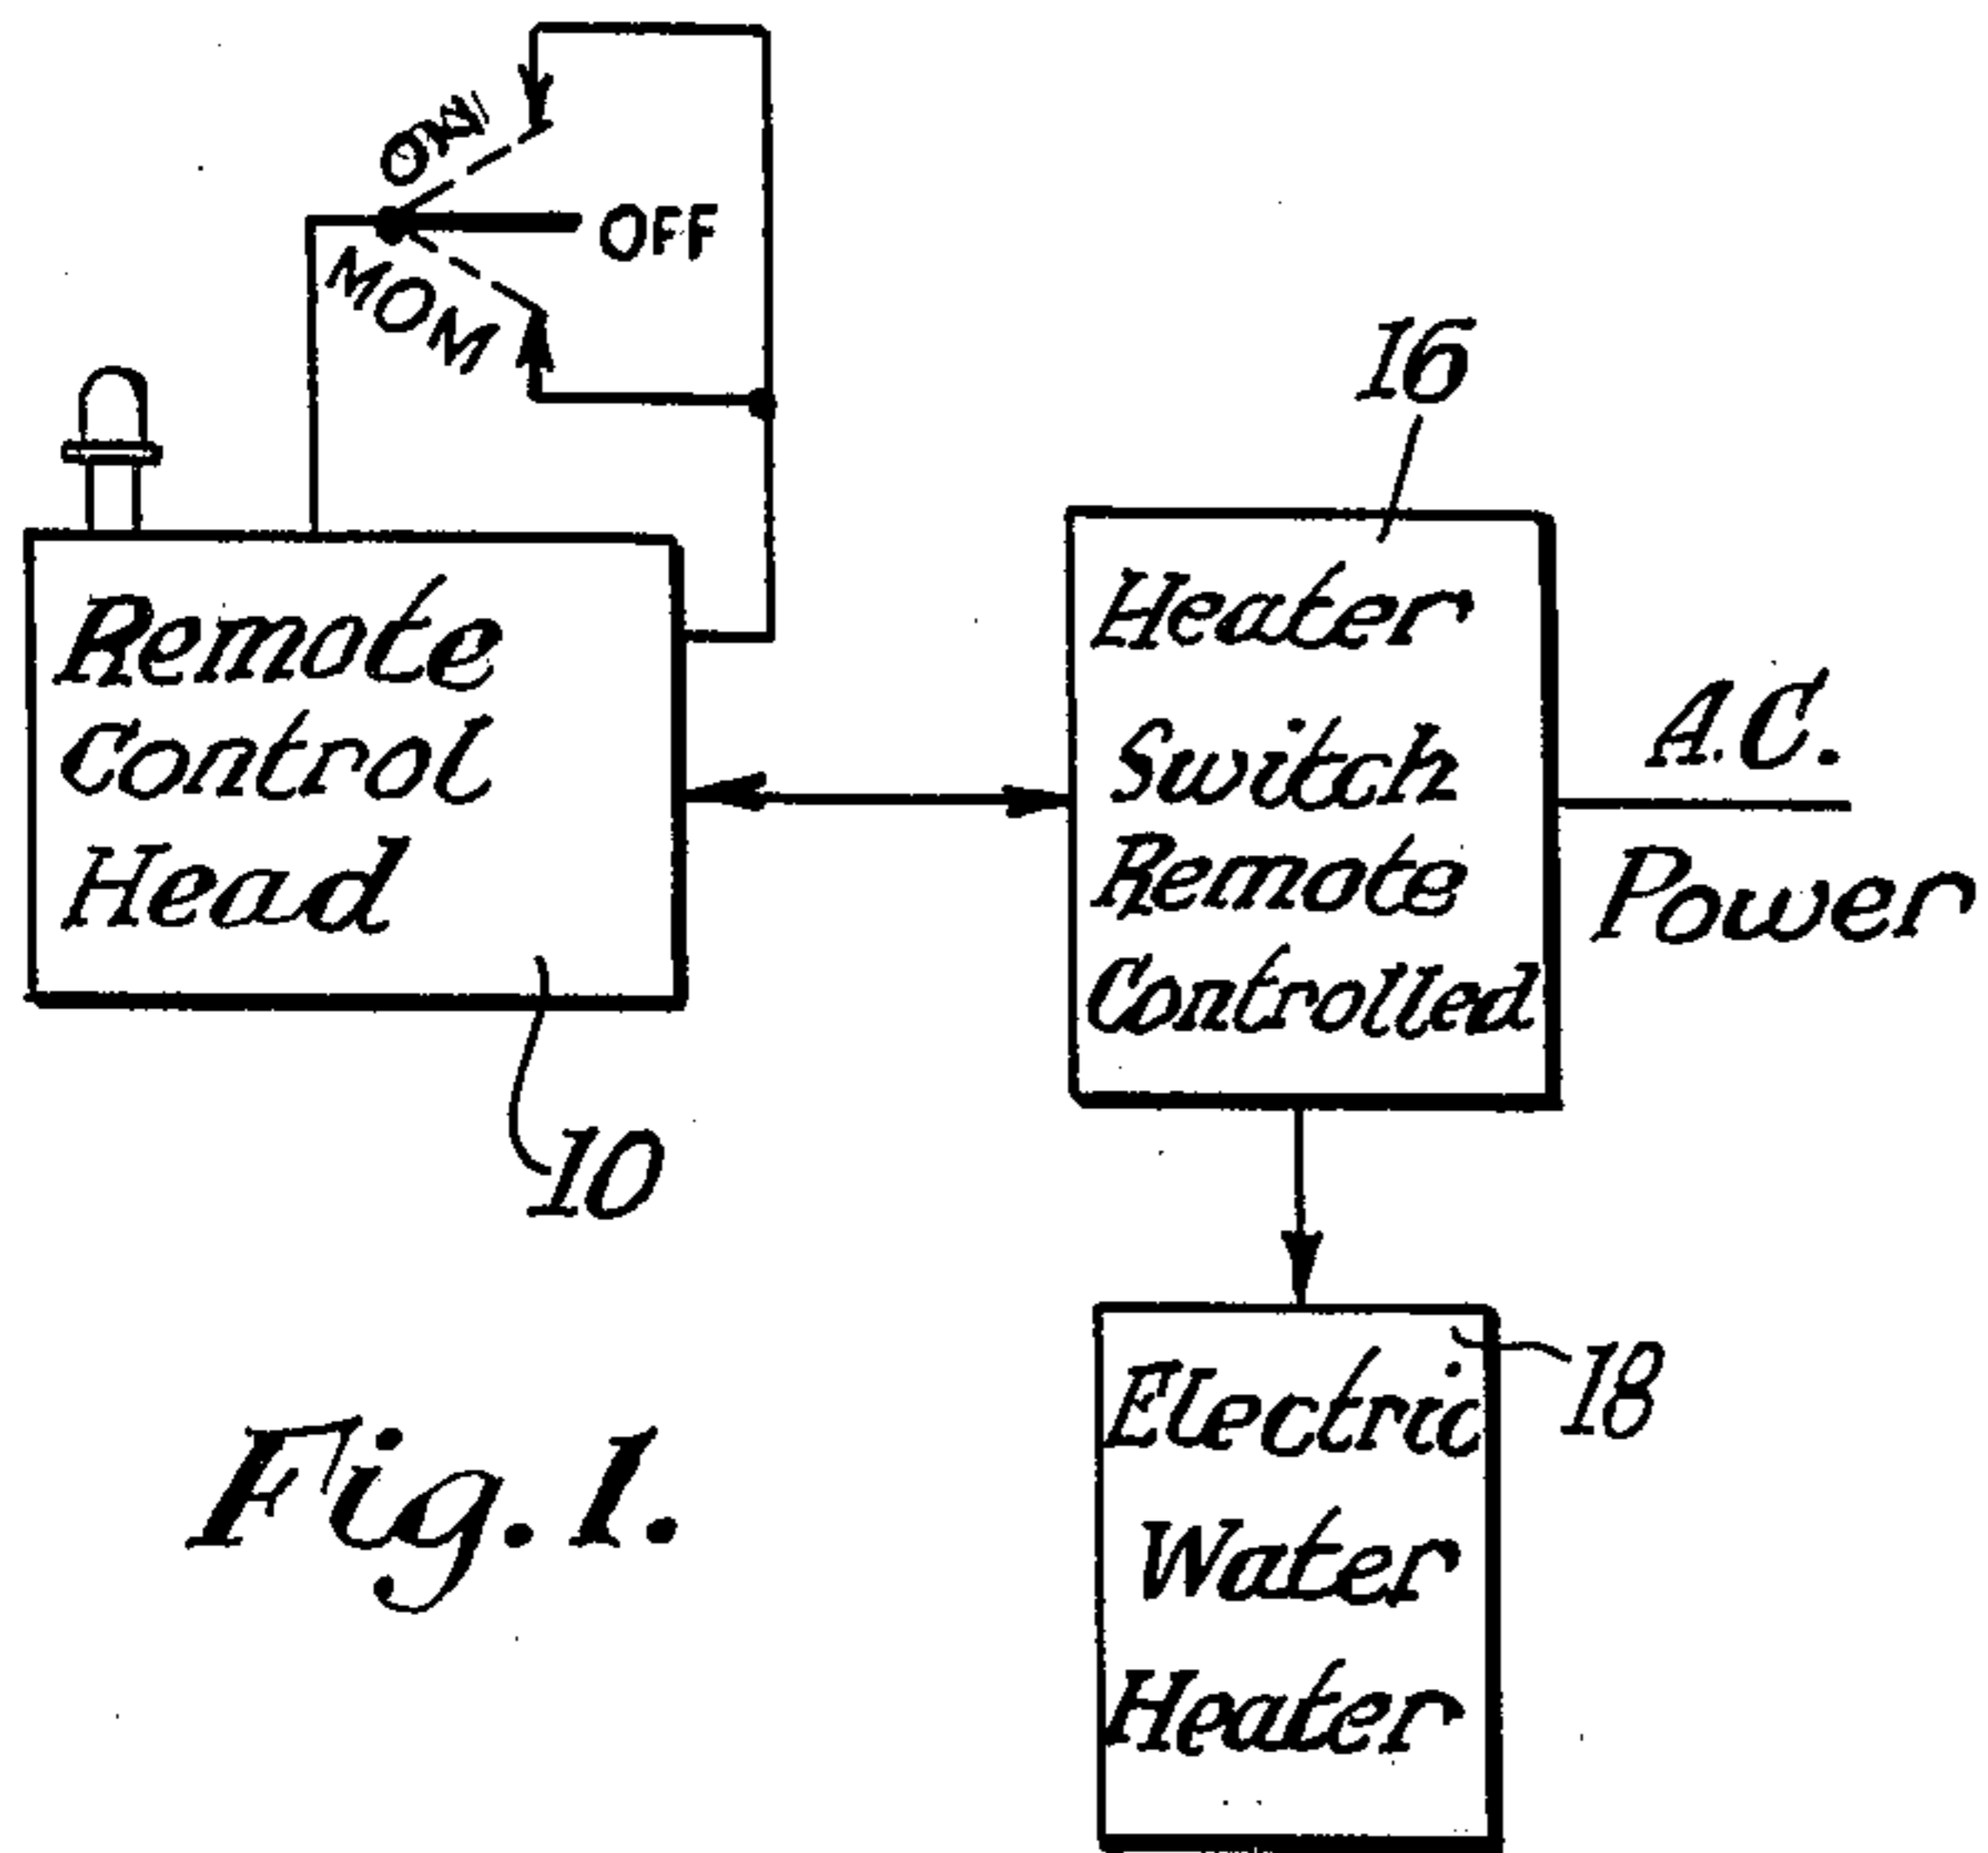 ON
OFF
MOM
16
Remote
Control
Head
10
Heater
Switch
Remote
Controlled
A.C.
Power
Electric
Water
Heater
18
Fig. 1.